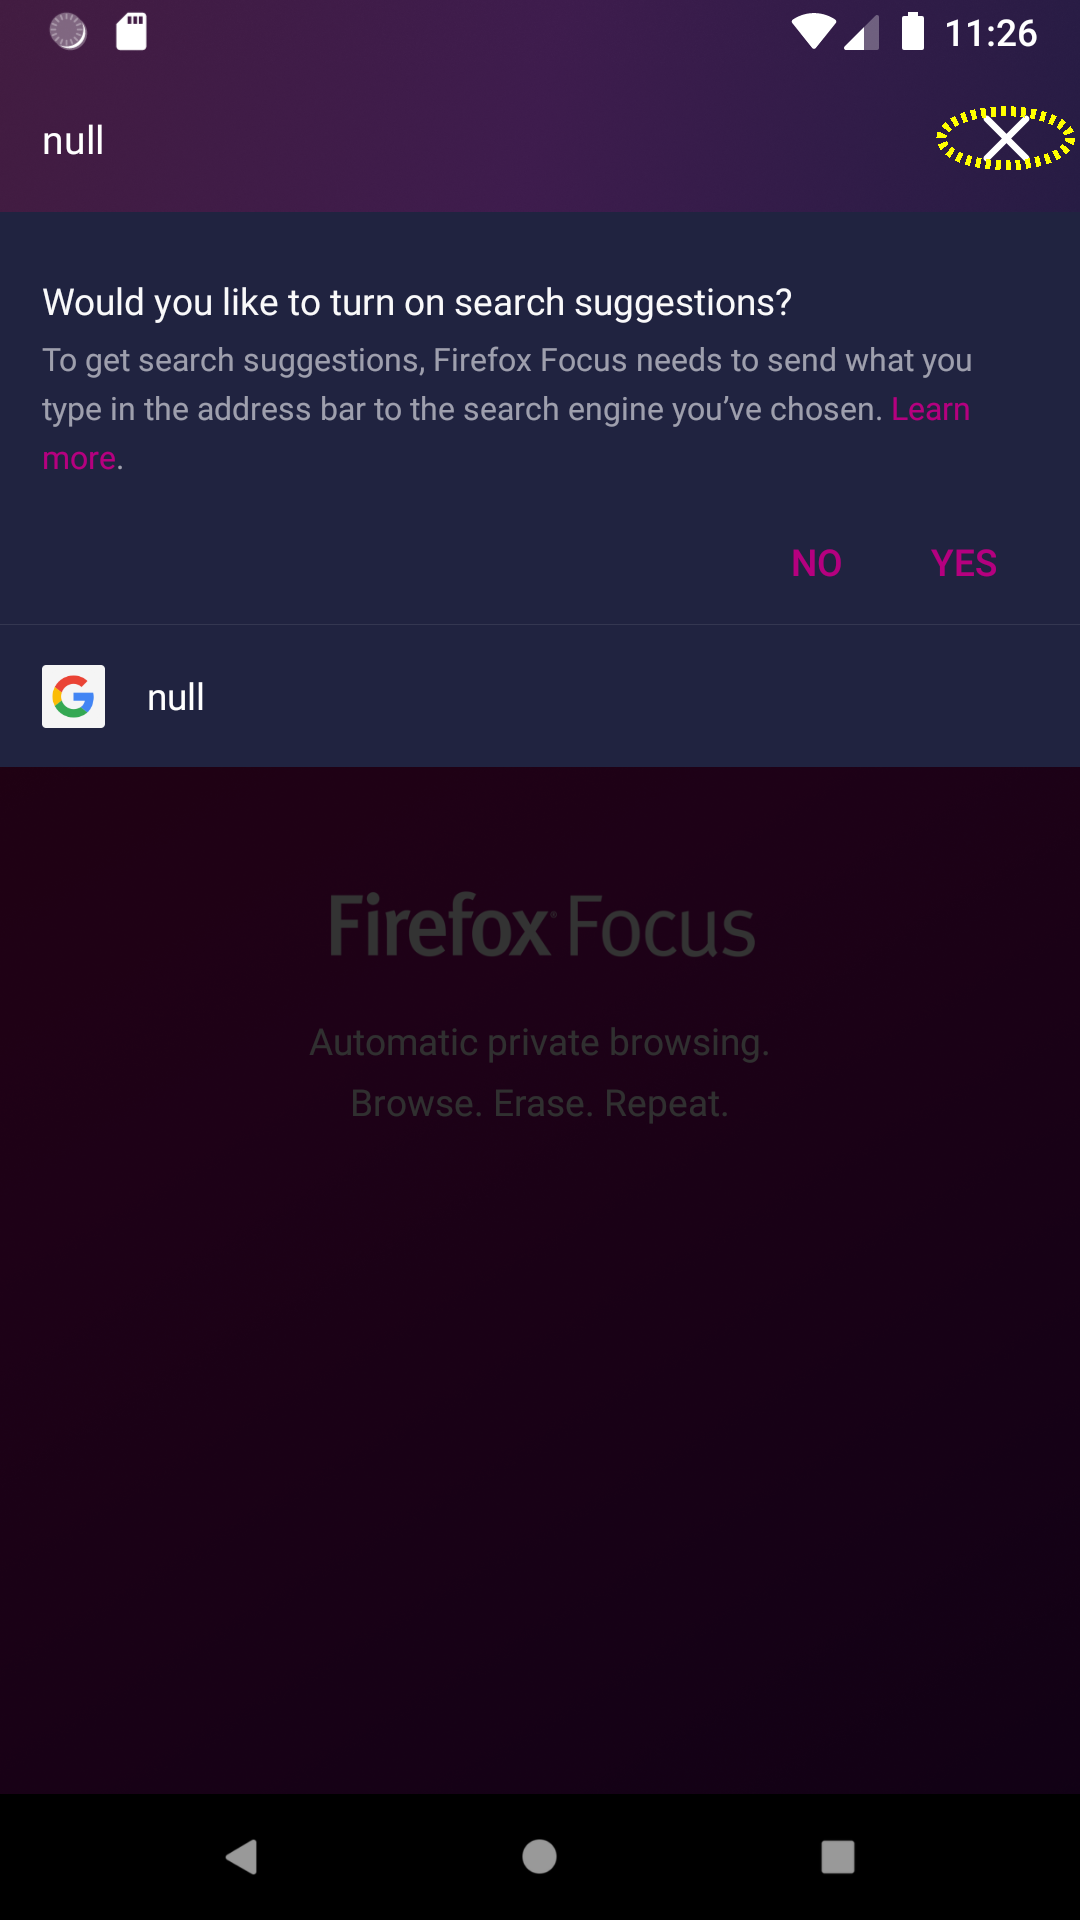 11:26
null
Would you like to turn on search suggestions?
To get search suggestions, Firefox Focus needs to send what you
type in the address bar to the search engine you’ve chosen. Learn
more.
NO YES
null
Firefox Focus
Automatic private browsing.
Browse. Erase. Repeat.